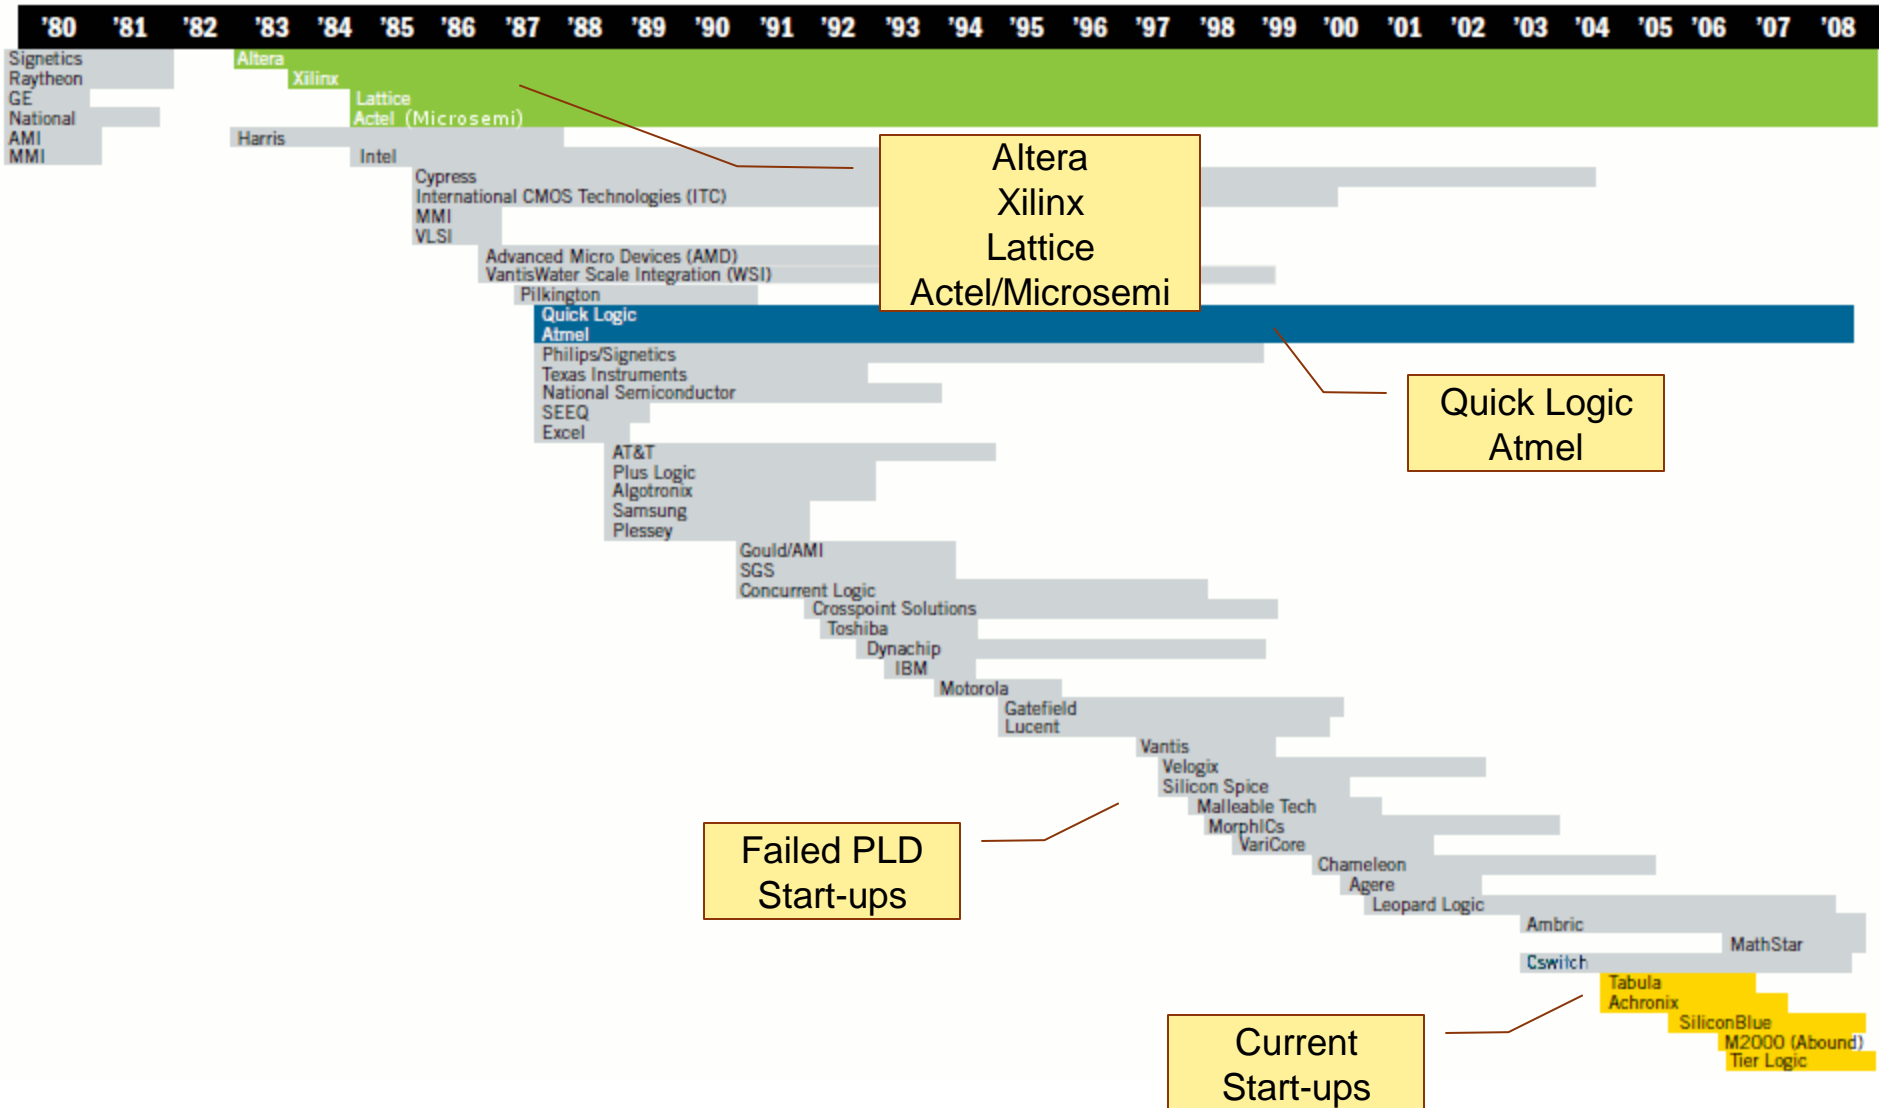 '80 '81 '82 '83 '84 '85 '86 '87 '88 '89 '90 '91 '92 '93 '94 '95 '96 '97 '98 '99 '00 '01 '02 '03 '04 '05 '06 '07 '08
Signetics
Altera
Raytheon
Xilinx
GE
Lattice
National
Actel (Microsemi)
AMI
Harris
MMI
Intel
Cypress
International CMOS Technologies (ITC)
MMI
VLSI
Advanced Micro Devices (AMD)
VantisWater Scale Integration (WSI)
Pilkington
Altera
Xilinx
Lattice
Actel/Microsemi
Quick Logic
Atmel
Philips/Signetics
Texas Instruments
National Semiconductor
SEEQ
Excel
Quick Logic
Atmel
AT&T
Plus Logic
Algotronix
Samsung
Plessey
Gould/AMI
SGS
Concurrent Logic
Crosspoint Solutions
Toshiba
Dynachip
IBM
Motorola
Gatefield
Lucent
Vantis
Velogix
Silicon Spice
Malleable Tech
MorphICs
VariCore
Failed PLD
Start-ups
Chameleon
Agere
Leopard Logic
Ambric
MathStar
Cswitch
Tabula
Achronix
SiliconBlue
M2000 (Abound)
Tier Logic
Current
Start-ups